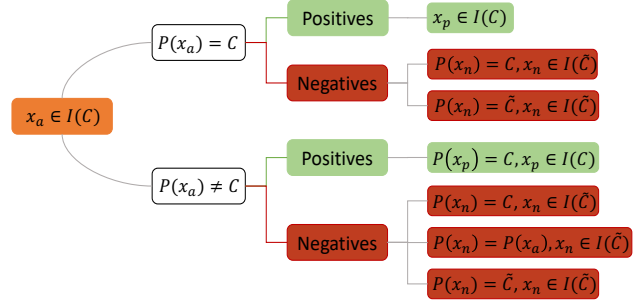 x_a ∈ I(C)
P(x_a) = C
Positives
x_p ∈ I(C)
Negatives
P(x_n) = C, x_n ∈ I(C̃)
P(x_n) = C̃, x_n ∈ I(C̃)
P(x_a) ≠ C
Positives
P(x_p) = C, x_p ∈ I(C)
Negatives
P(x_n) = C, x_n ∈ I(C̃)
P(x_n) = P(x_a), x_n ∈ I(C̃)
P(x_n) = C̃, x_n ∈ I(C̃)